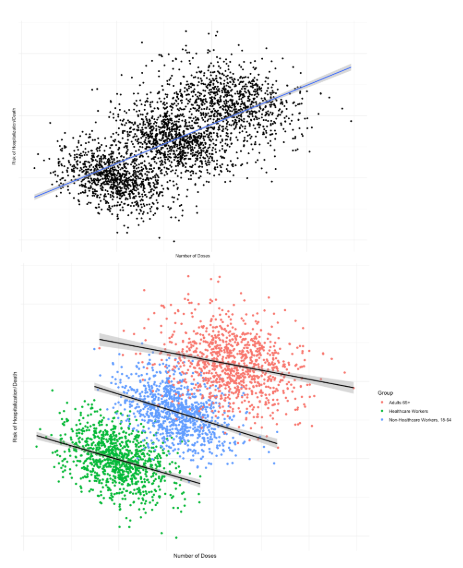 Risk of Hospitalization/Death
Number of Doses
Risk of Hospitalization/Death
Group
Adults 65+
Healthcare Workers
Non-Healthcare Workers, 18-64
Number of Doses